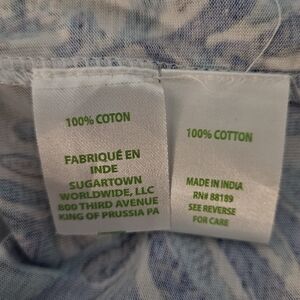 100% COTON
FABRIQUÉ EN
INDE
SUGARTOWN
WORLDWIDE, LLC
800 THIRD AVENUE
KING OF PRUSSIA PA
100% COTTON
MADE IN INDIA
RN# 88189
SEE REVERSE
FOR CARE